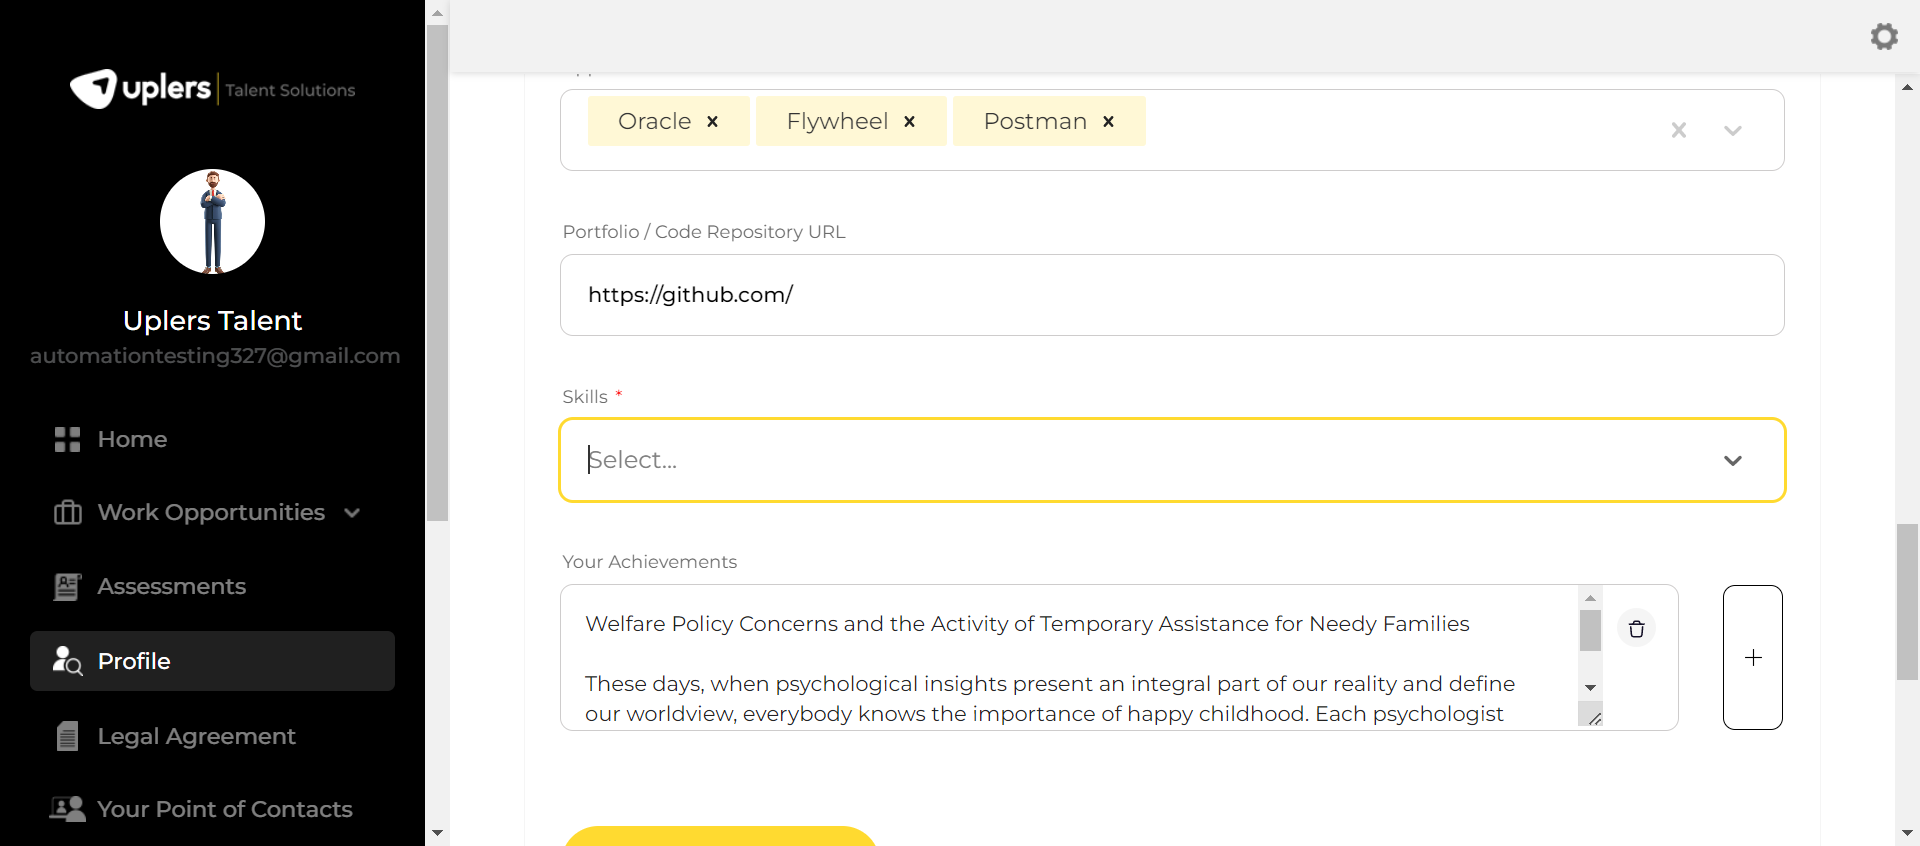 uplers | Talent Solutions
Uplers Talent
automationtesting327@gmail.com
Home
Work Opportunities
Assessments
Profile
Legal Agreement
Your Point of Contacts
Oracle × Flywheel × Postman ×
Portfolio / Code Repository URL
https://github.com/
Skills *
Select...
Your Achievements
Welfare Policy Concerns and the Activity of Temporary Assistance for Needy Families
These days, when psychological insights present an integral part of our reality and define
our worldview, everybody knows the importance of happy childhood. Each psychologist